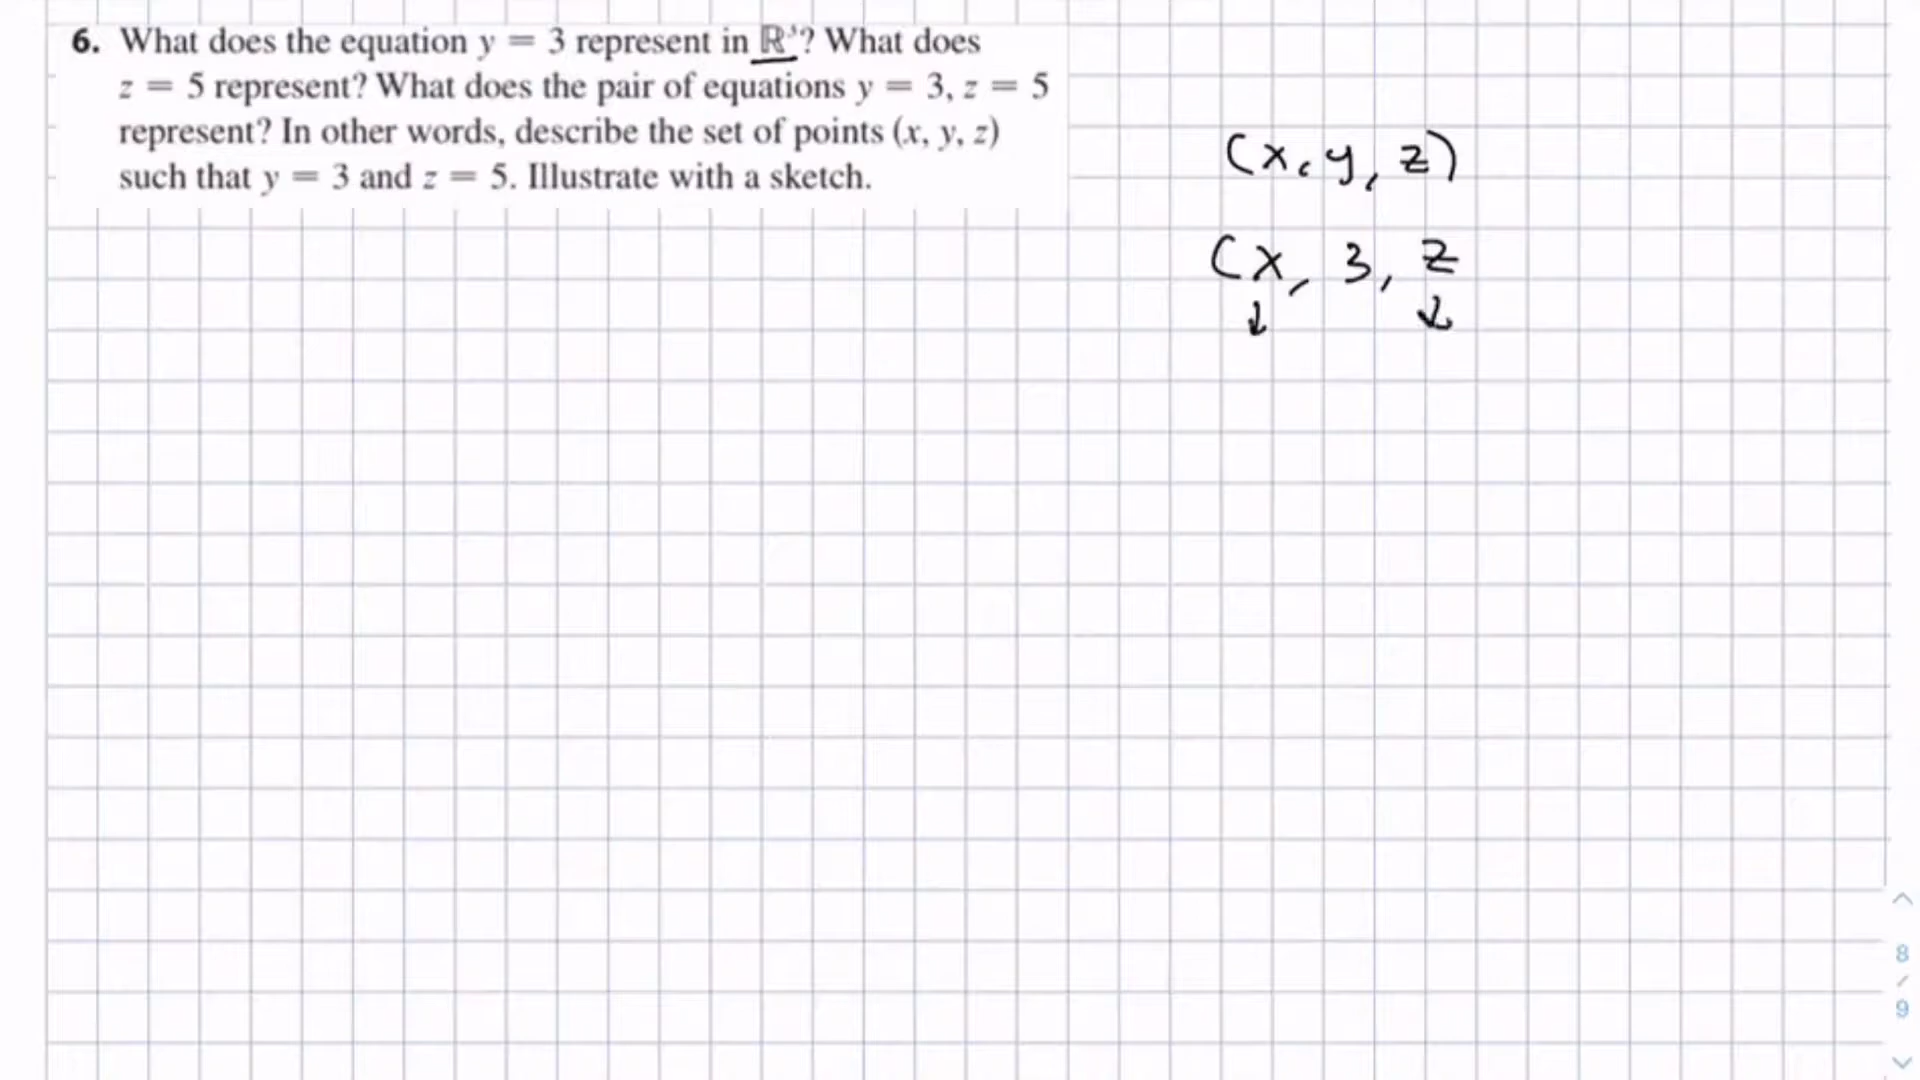 6. What does the equation y = 3 represent in ℝ³? What does
z = 5 represent? What does the pair of equations y = 3, z = 5
represent? In other words, describe the set of points (x, y, z)
such that y = 3 and z = 5. Illustrate with a sketch.
(x, y, z)
(x, 3, z
↓ ↓
8
/
9